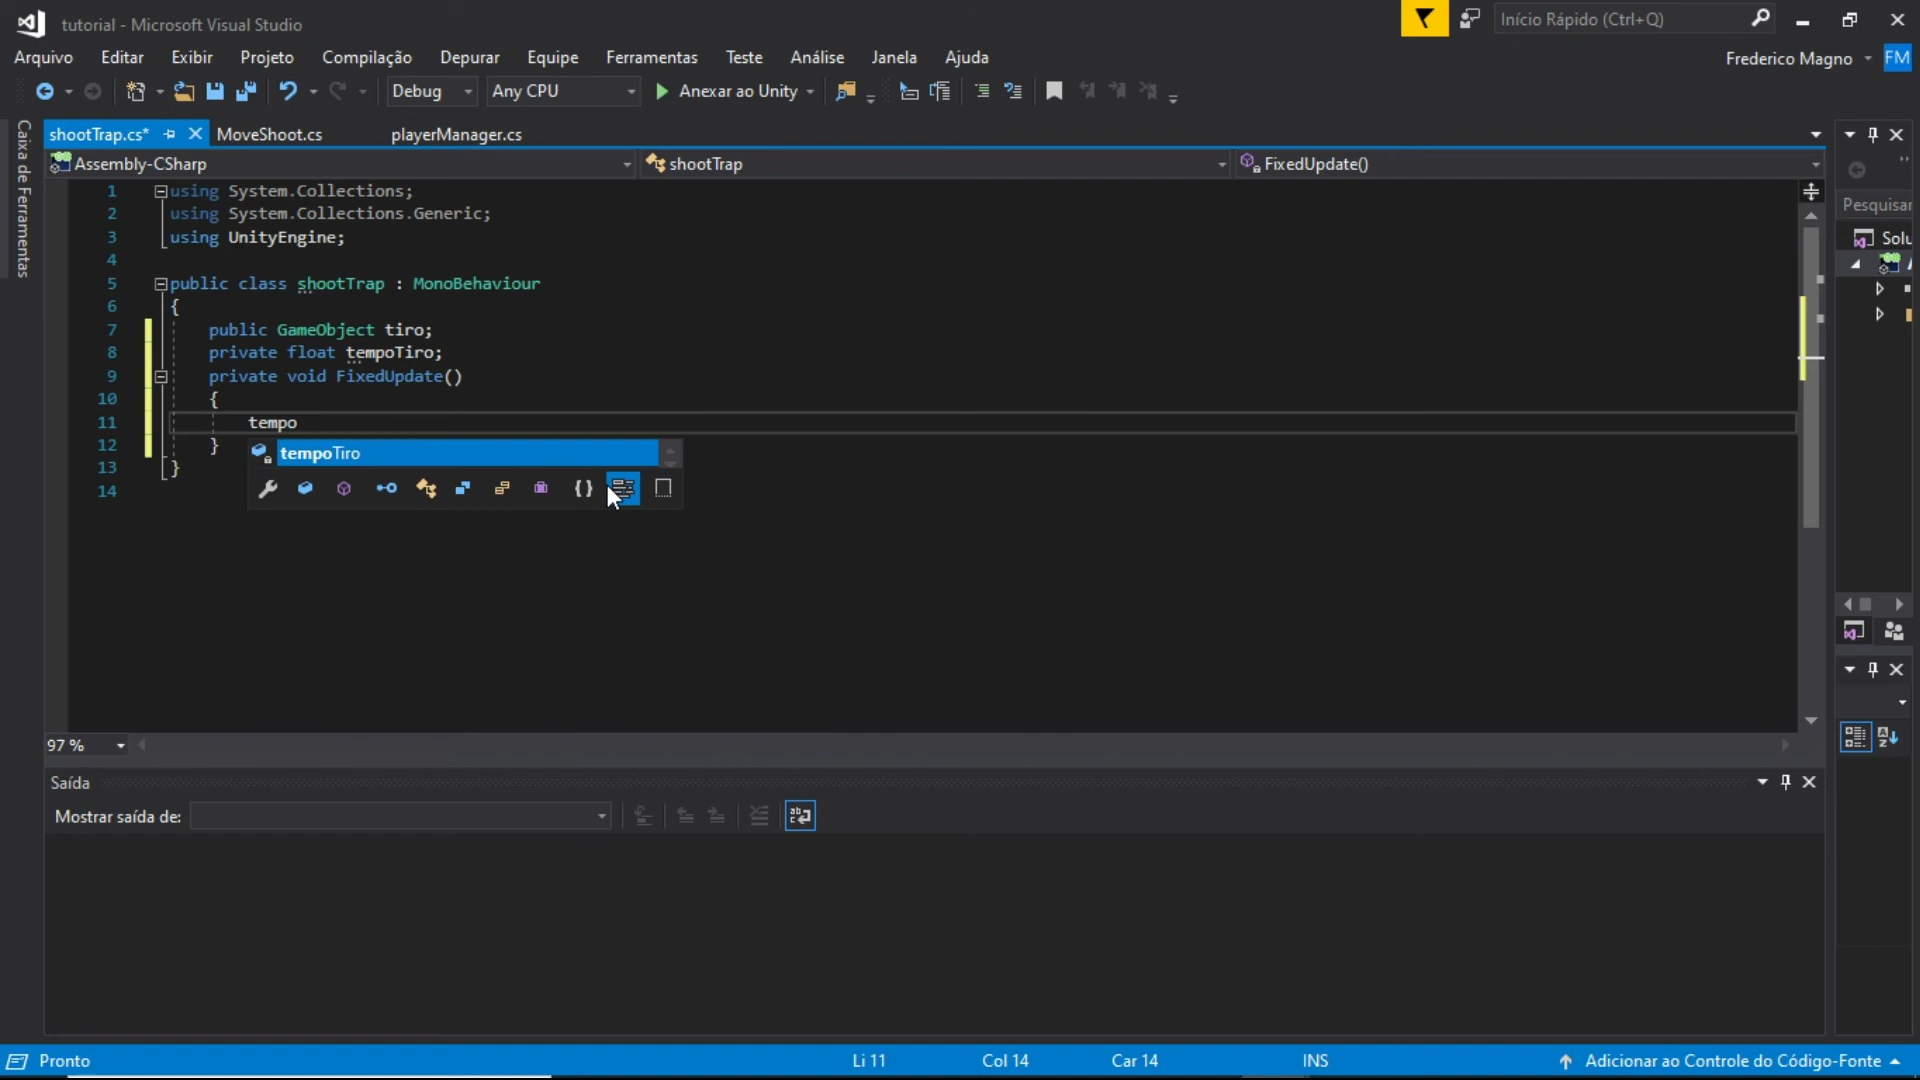 tutorial - Microsoft Visual Studio
Início Rápido (Ctrl+Q)
Arquivo Editar Exibir Projeto Compilação Depurar Equipe Ferramentas Teste Análise Janela Ajuda
Frederico Magno FM
Debug Any CPU Anexar ao Unity
Caixa de Ferramentas
shootTrap.cs* MoveShoot.cs playerManager.cs
Assembly-CSharp shootTrap FixedUpdate()
1 using System.Collections;
2 using System.Collections.Generic;
3 using UnityEngine;
4
5 public class shootTrap : MonoBehaviour
6 {
7 public GameObject tiro;
8 private float tempoTiro;
9 private void FixedUpdate()
10 {
11 tempo
12 }
13 }
14
tempoTiro
Pesquisar
Solu
97 %
Saída
Mostrar saída de:
Pronto Li 11 Col 14 Car 14 INS Adicionar ao Controle do Código-Fonte